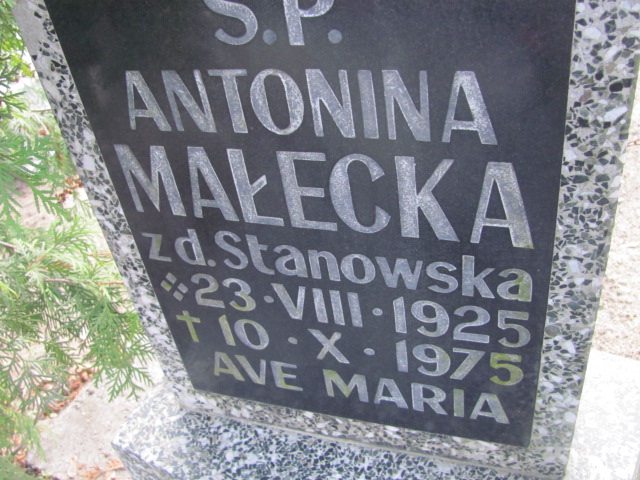 Ś.P.
ANTONINA
MAŁECKA
z d. Stanowska
23·VIII·1925
† 10·X·1975
AVE MARIA